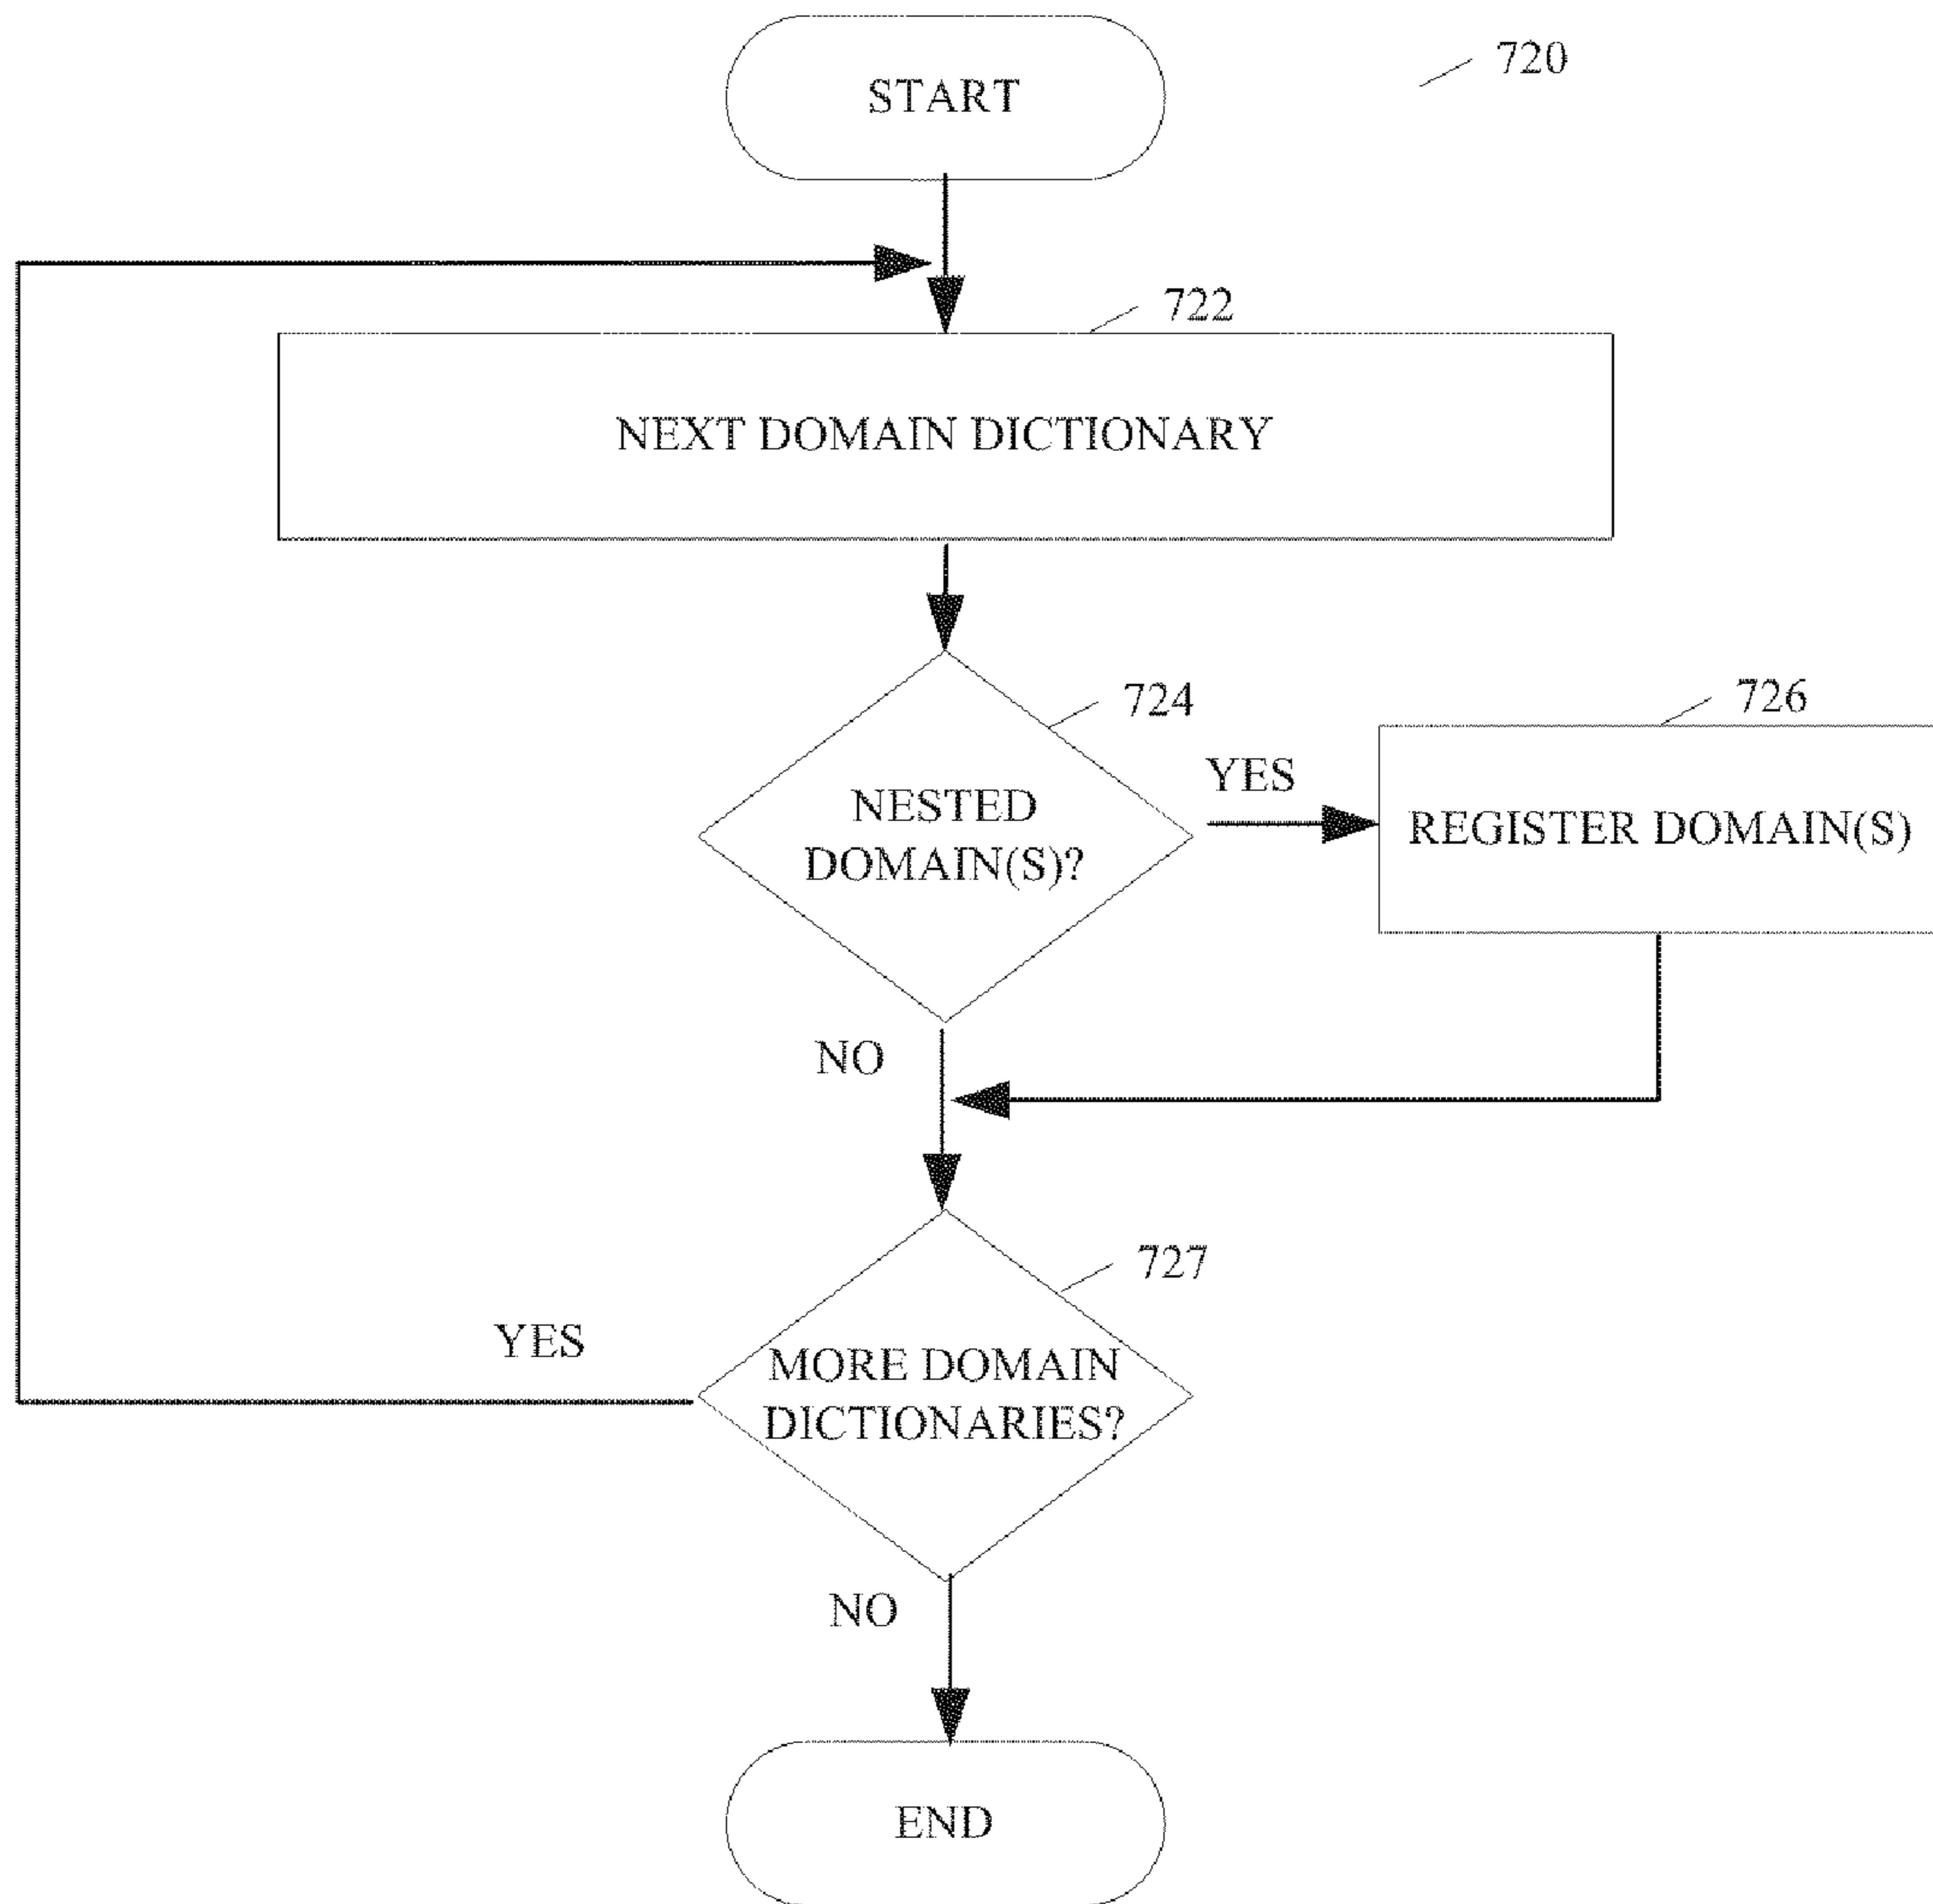 START
720
722
NEXT DOMAIN DICTIONARY
724
726
YES
NESTED
DOMAIN(S)?
REGISTER DOMAIN(S)
NO
727
YES
MORE DOMAIN
DICTIONARIES?
NO
END